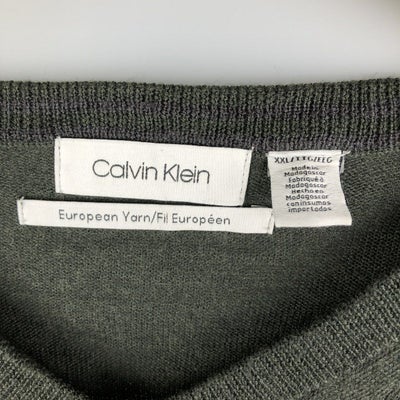 Calvin Klein
European Yarn/Fil Européen
XXL/TTG/ELG
Made in
Madagascar
Fabriqué à
Madagascar
Hecho en
Madagascar
con insumos
importados